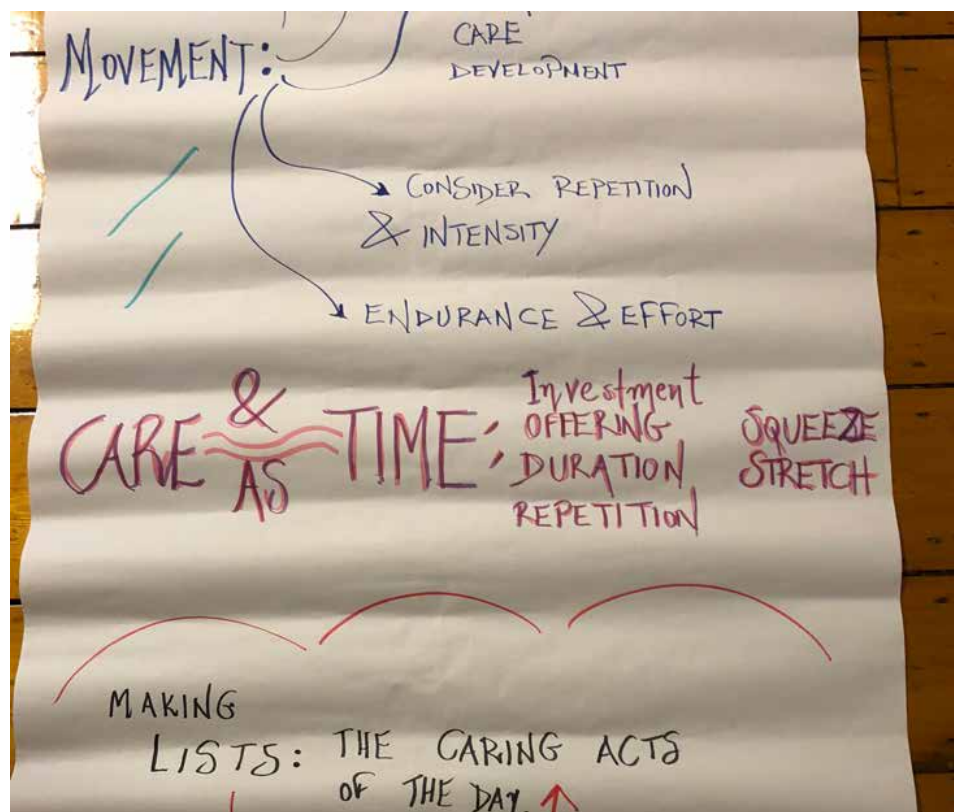 MOVEMENT:
CARE
DEVELOPMENT
CONSIDER REPETITION
& INTENSITY
ENDURANCE & EFFORT
CARE & AS TIME:
Investment
OFFERING
DURATION
REPETITION
SQUEEZE
STRETCH
MAKING
LISTS: THE CARING ACTS
OF THE DAY